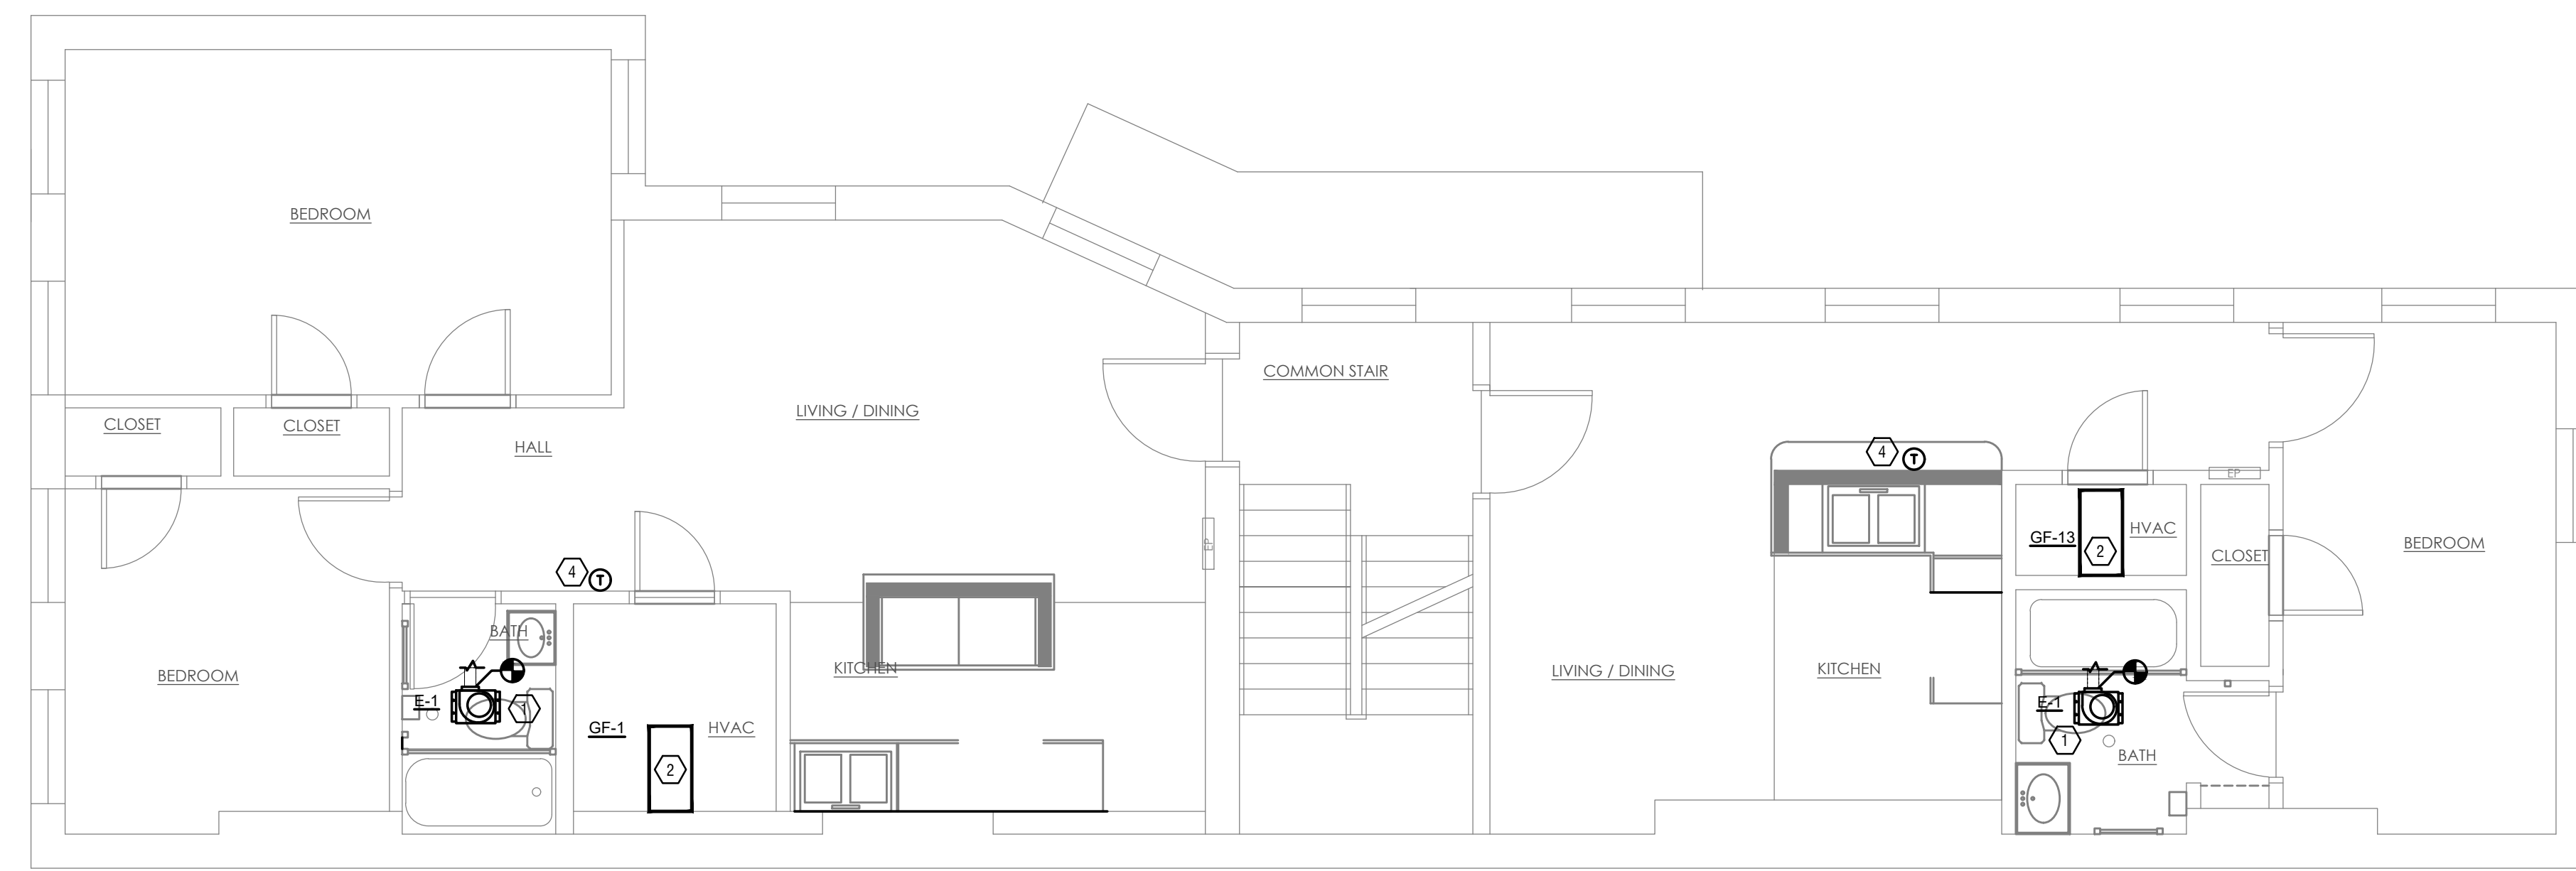 BEDROOM
CLOSET
CLOSET
HALL
LIVING / DINING
COMMON STAIR
4
T
EP
BATH
E-1
1
BEDROOM
GF-1
2
HVAC
KITCHEN
4
T
EP
GF-13
2
HVAC
CLOSET
BEDROOM
LIVING / DINING
KITCHEN
E-1
1
BATH